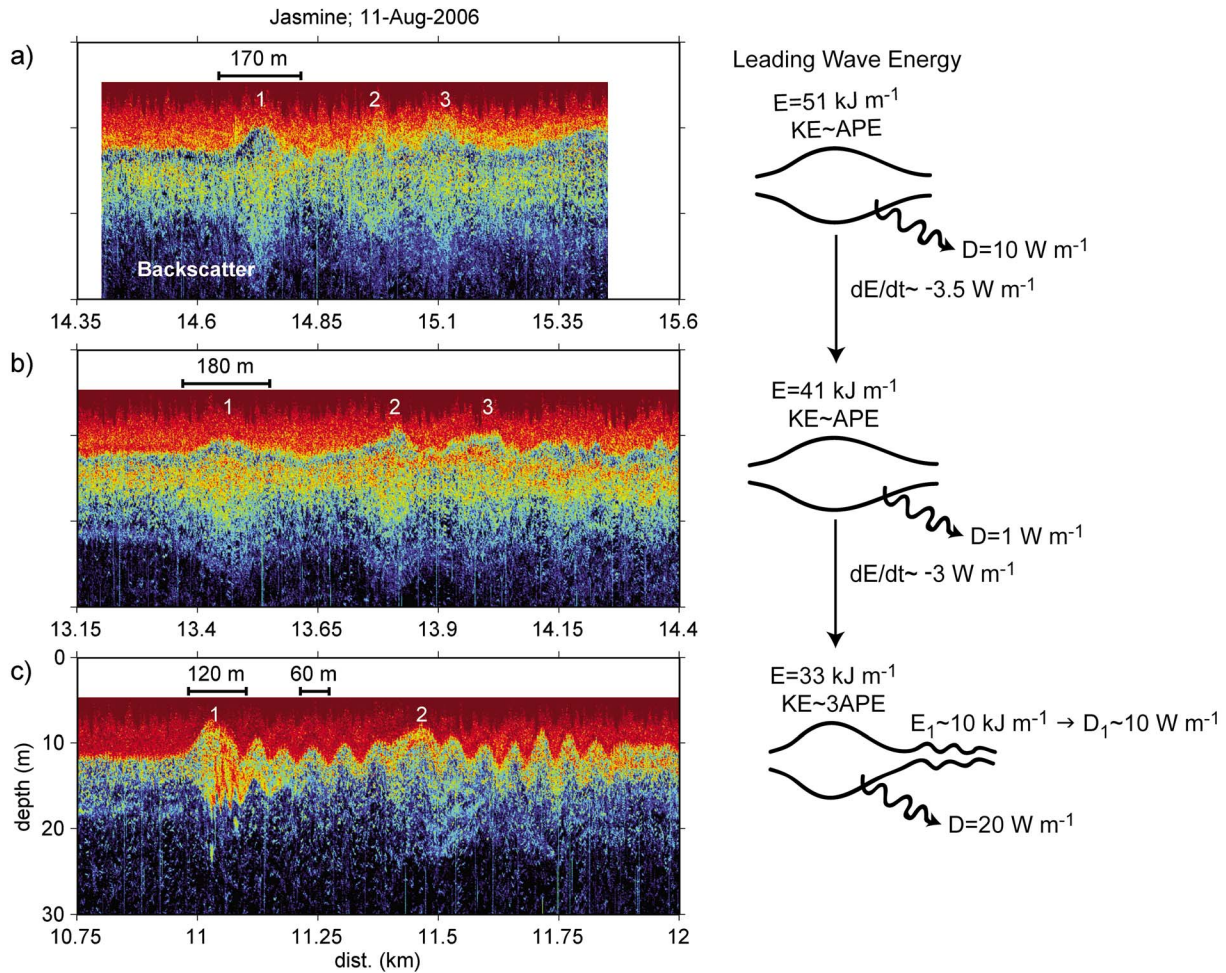 Jasmine; 11-Aug-2006
a)
170 m
1 2 3
Backscatter
14.35 14.6 14.85 15.1 15.35 15.6
b)
180 m
1 2 3
13.15 13.4 13.65 13.9 14.15 14.4
c)
120 m 60 m
1 2
0
10
20
30
depth (m)
10.75 11 11.25 11.5 11.75 12
dist. (km)
Leading Wave Energy
E=51 kJ m⁻¹
KE~APE
D=10 W m⁻¹
dE/dt~ -3.5 W m⁻¹
E=41 kJ m⁻¹
KE~APE
D=1 W m⁻¹
dE/dt~ -3 W m⁻¹
E=33 kJ m⁻¹
KE~3APE
E₁~10 kJ m⁻¹ → D₁~10 W m⁻¹
D=20 W m⁻¹